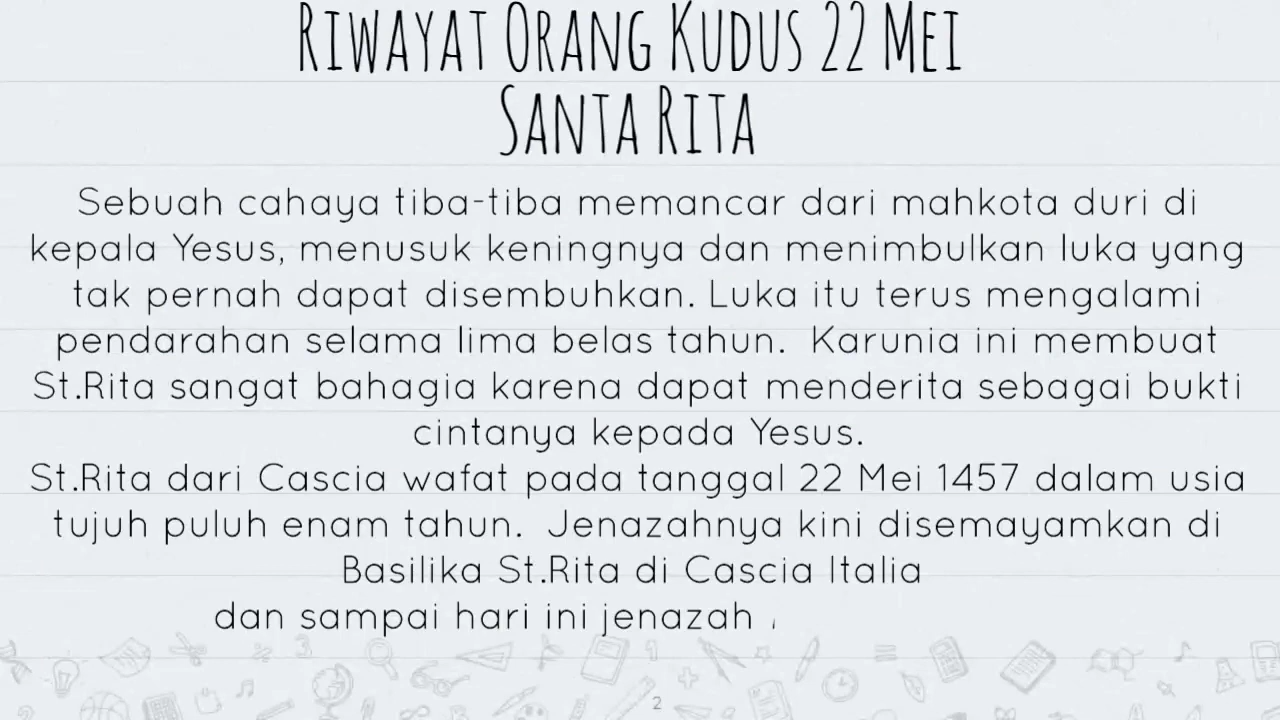 Riwayat Orang Kudus 22 Mei
Santa Rita
Sebuah cahaya tiba-tiba memancar dari mahkota duri di
kepala Yesus, menusuk keningnya dan menimbulkan luka yang
tak pernah dapat disembuhkan. Luka itu terus mengalami
pendarahan selama lima belas tahun. Karunia ini membuat
St.Rita sangat bahagia karena dapat menderita sebagai bukti
cintanya kepada Yesus.
St.Rita dari Cascia wafat pada tanggal 22 Mei 1457 dalam usia
tujuh puluh enam tahun. Jenazahnya kini disemayamkan di
Basilika St.Rita di Cascia Italia
dan sampai hari ini jenazah
2